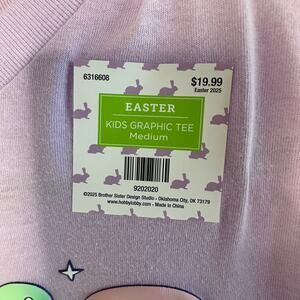 6316608
$19.99
Easter 2025
EASTER
KIDS GRAPHIC TEE
Medium
9202020
©2025 Brother Sister Design Studio - Oklahoma City, OK 73179
www.hobbylobby.com - Made in China